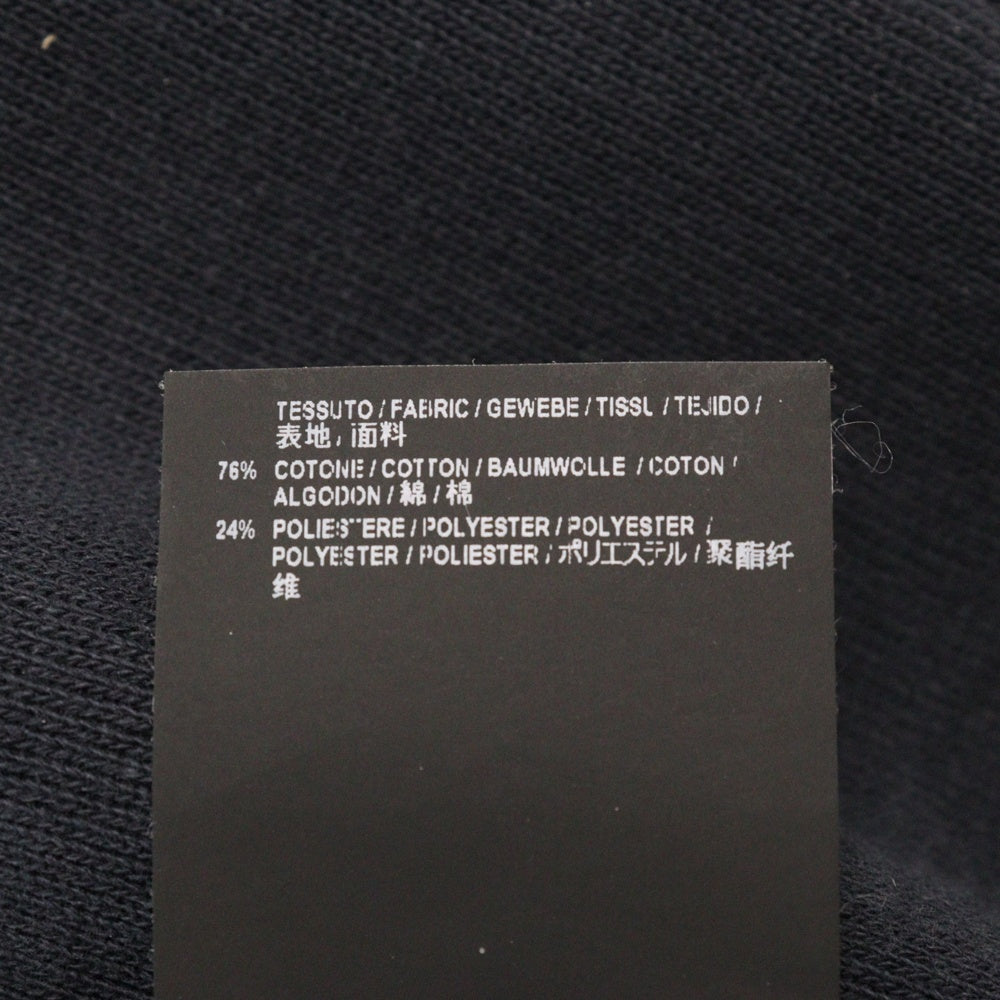 TESSUTO / FABRIC / GEWEBE / TISSU / TEJIDO /
表地, 面料
76% COTONE / COTTON / BAUMWOLLE / COTON /
ALGODON / 綿 / 棉
24% POLIESTERE / POLYESTER / POLYESTER /
POLYESTER / POLIESTER / ポリエステル / 聚酯纤
维